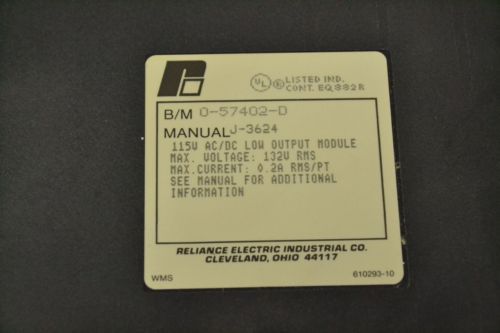 R
UL ® LISTED IND.
CONT. EQ. 882R
B/M 0-57402-D
MANUAL J-3624
115V AC/DC LOW OUTPUT MODULE
MAX. VOLTAGE: 132V RMS
MAX.CURRENT: 0.2A RMS/PT
SEE MANUAL FOR ADDITIONAL
INFORMATION
RELIANCE ELECTRIC INDUSTRIAL CO.
CLEVELAND, OHIO 44117
WMS 610293-10